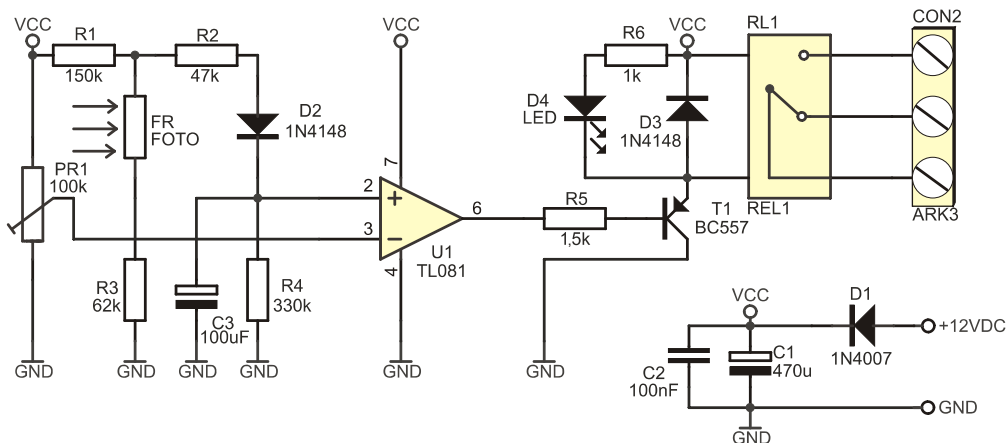 VCC
R1
150k
R2
47k
FR
FOTO
D2
1N4148
PR1
100k
R3
62k
C3
100uF
R4
330k
GND
GND
GND
GND
VCC
7
2
+
3
−
6
4
U1
TL081
GND
R5
1,5k
GND
R6
1k
VCC
D4
LED
D3
1N4148
T1
BC557
RL1
REL1
CON2
ARK3
VCC
D1
1N4007
+12VDC
C2
100nF
C1
470u
GND
GND